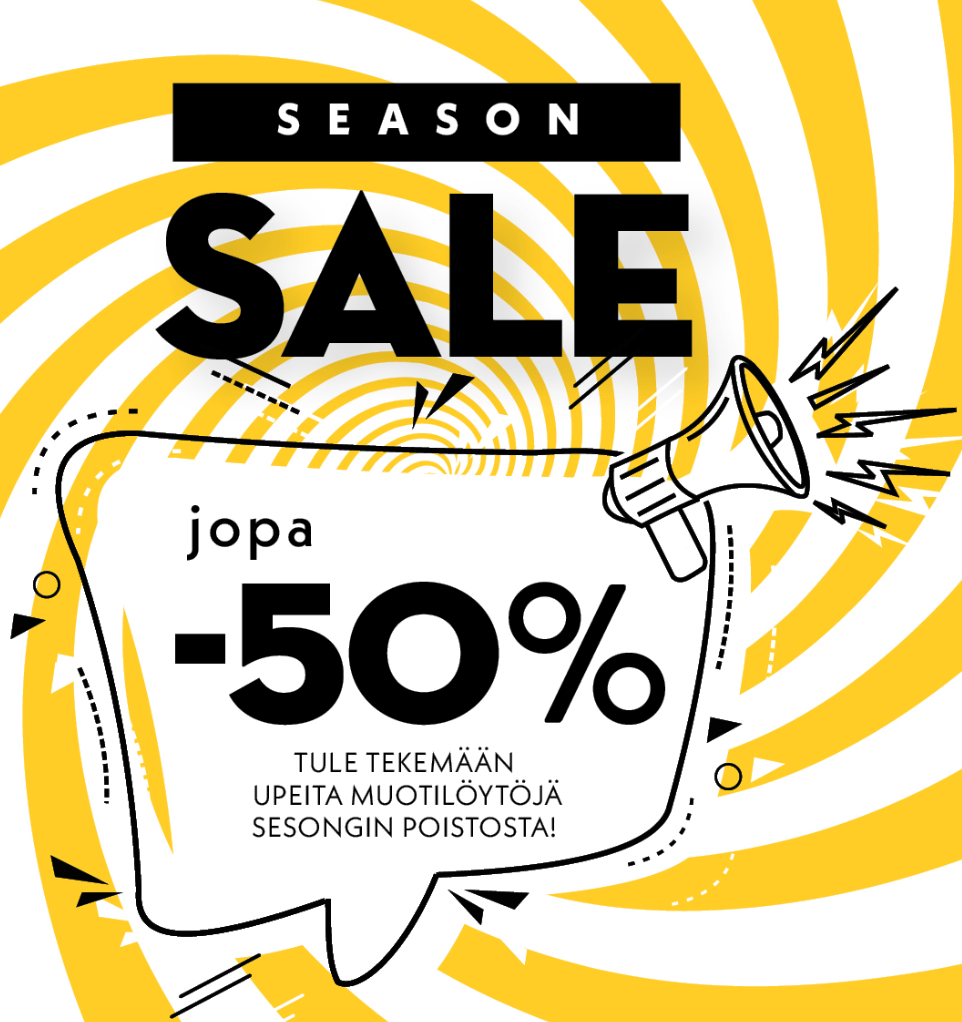 SEASON
SALE
jopa
-50%
TULE TEKEMÄÄN
UPEITA MUOTILÖYTÖJÄ
SESONGIN POISTOSTA!